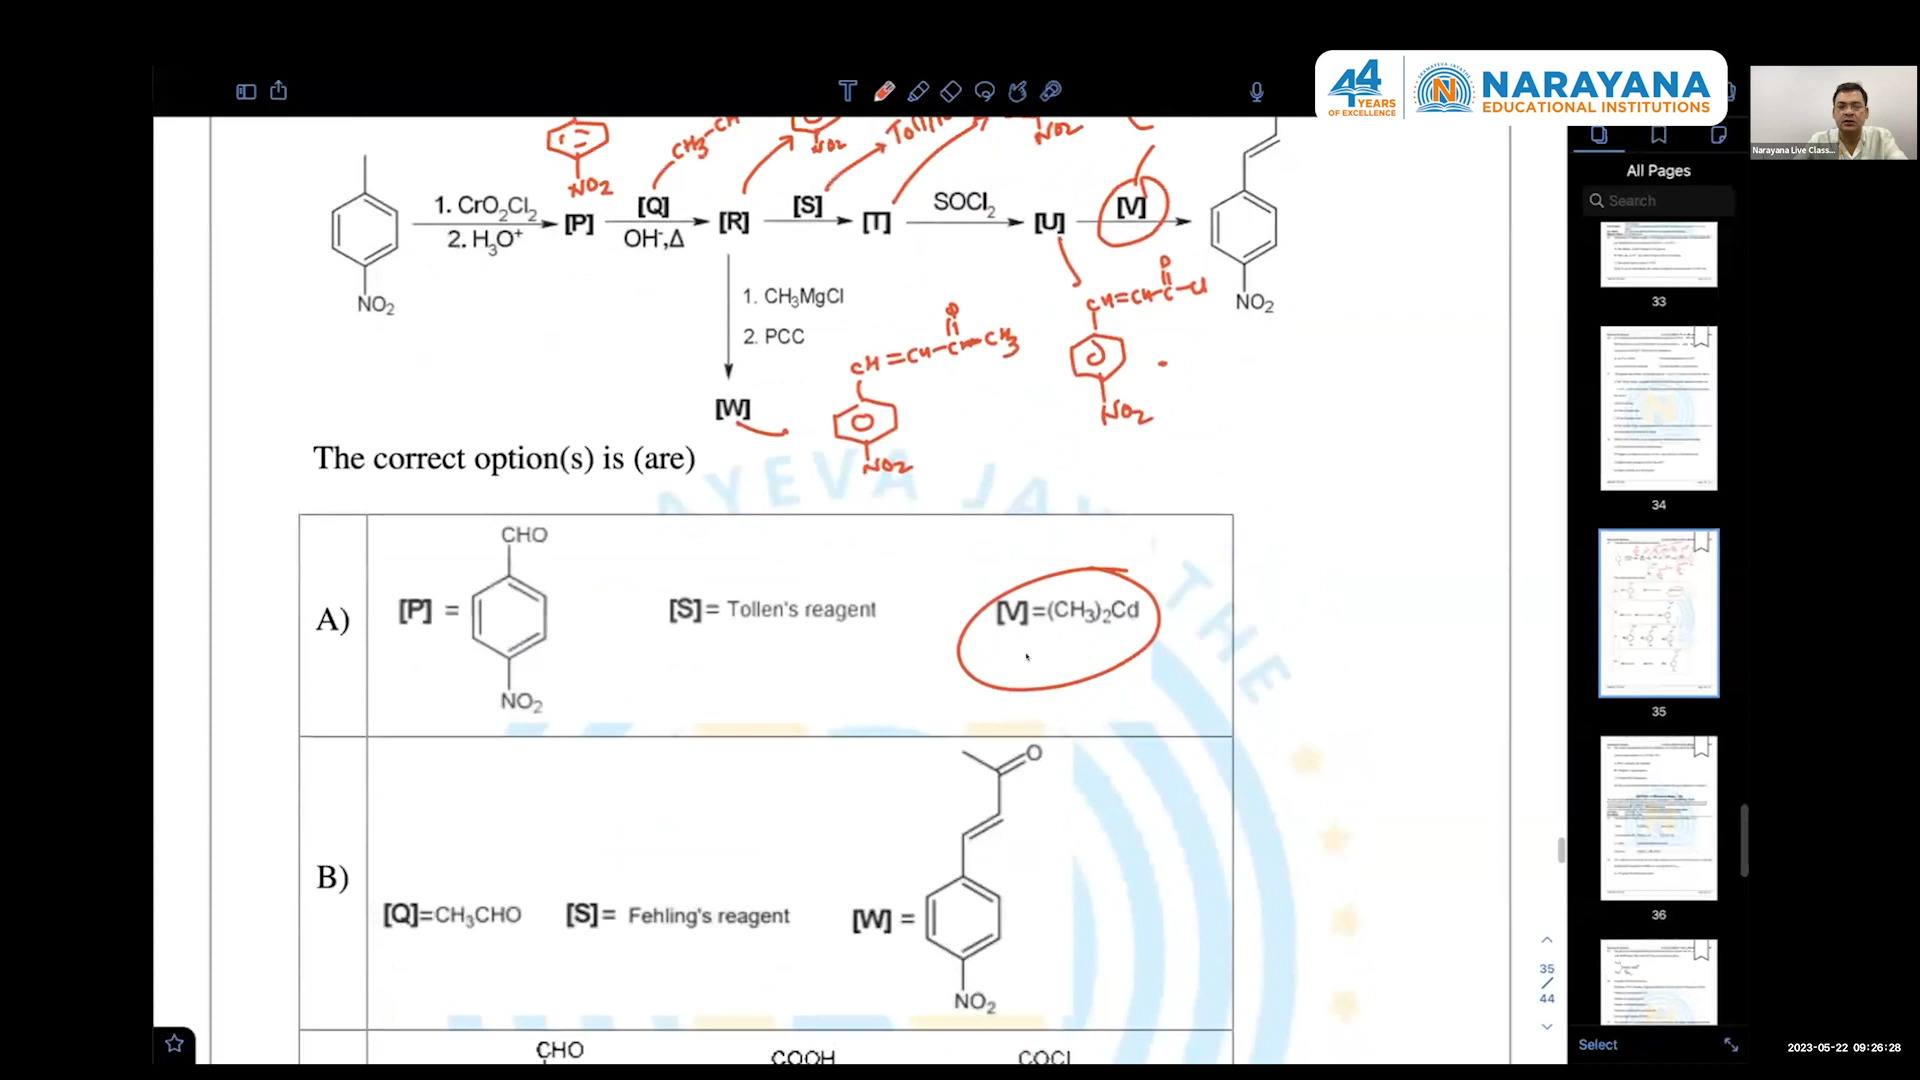 44
YEARS
OF EXCELLENCE
NARAYANA
EDUCATIONAL INSTITUTIONS
Narayana Live Class...
All Pages
Search
NO2
CH3-CH
NO2
NO2
1. CrO2Cl2
2. H3O+
[P]
[Q]
OH-,Δ
[R]
[S]
[T]
SOCl2
[U]
[V]
NO2
NO2
1. CH3MgCl
2. PCC
[W]
O
CH=CH-C-CH3
NO2
O
CH=CH-C-Cl
NO2
The correct option(s) is (are)
AYEVA JAY THE
A)
CHO
[P] =
NO2
[S]= Tollen's reagent
[V]=(CH3)2Cd
B)
O
[Q]=CH3CHO
[S]= Fehling's reagent
[W] =
NO2
CHO
COOH
COCl
33
34
35
36
35
/
44
Select
2023-05-22 09:26:28